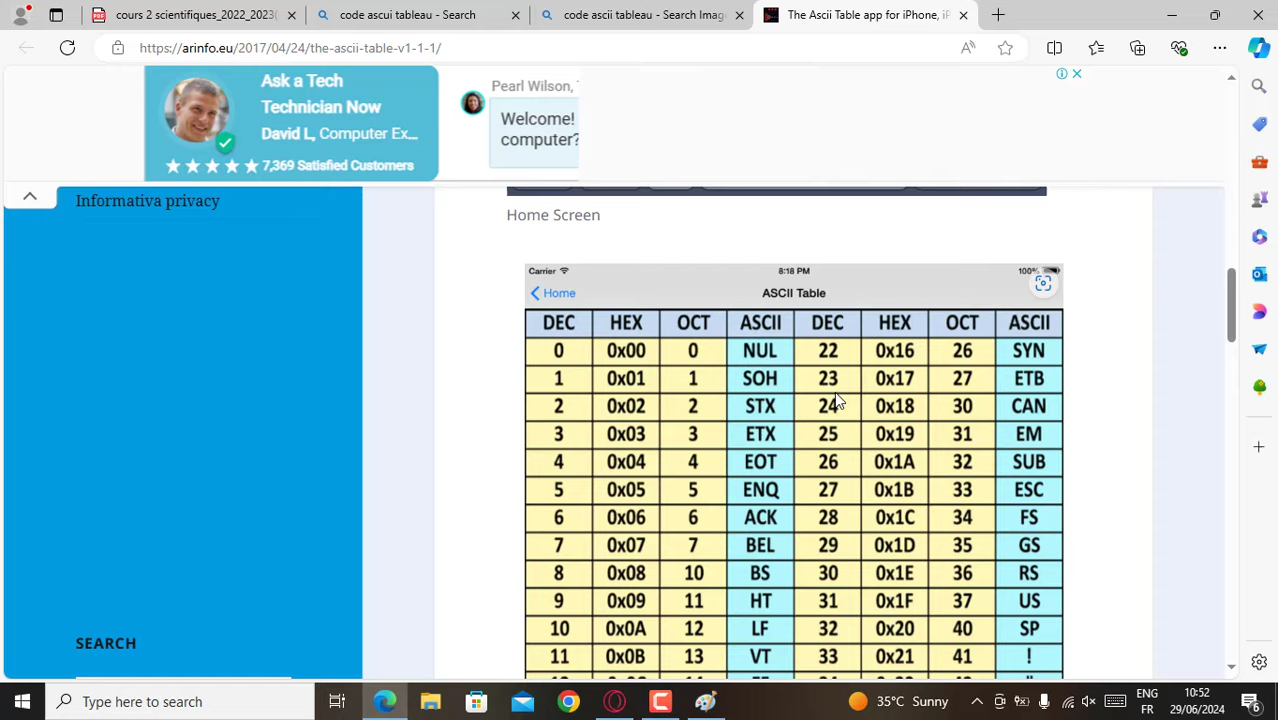 cours 2 scientifiques_2022_2023(
code ascui tableau - Search
code ascii tableau - Search Imag
The Ascii Table app for iPhone, iP
https://arinfo.eu/2017/04/24/the-ascii-table-v1-1-1/
Ask a Tech
Technician Now
David L, Computer Ex...
7,369 Satisfied Customers
Pearl Wilson,
Welcome!
computer?
Informativa privacy
SEARCH
Home Screen
Carrier 8:18 PM 100%
Home ASCII Table
DEC HEX OCT ASCII DEC HEX OCT ASCII
0 0x00 0 NUL 22 0x16 26 SYN
1 0x01 1 SOH 23 0x17 27 ETB
2 0x02 2 STX 24 0x18 30 CAN
3 0x03 3 ETX 25 0x19 31 EM
4 0x04 4 EOT 26 0x1A 32 SUB
5 0x05 5 ENQ 27 0x1B 33 ESC
6 0x06 6 ACK 28 0x1C 34 FS
7 0x07 7 BEL 29 0x1D 35 GS
8 0x08 10 BS 30 0x1E 36 RS
9 0x09 11 HT 31 0x1F 37 US
10 0x0A 12 LF 32 0x20 40 SP
11 0x0B 13 VT 33 0x21 41 !
Type here to search
35°C Sunny
ENG
FR
10:52
29/06/2024
6